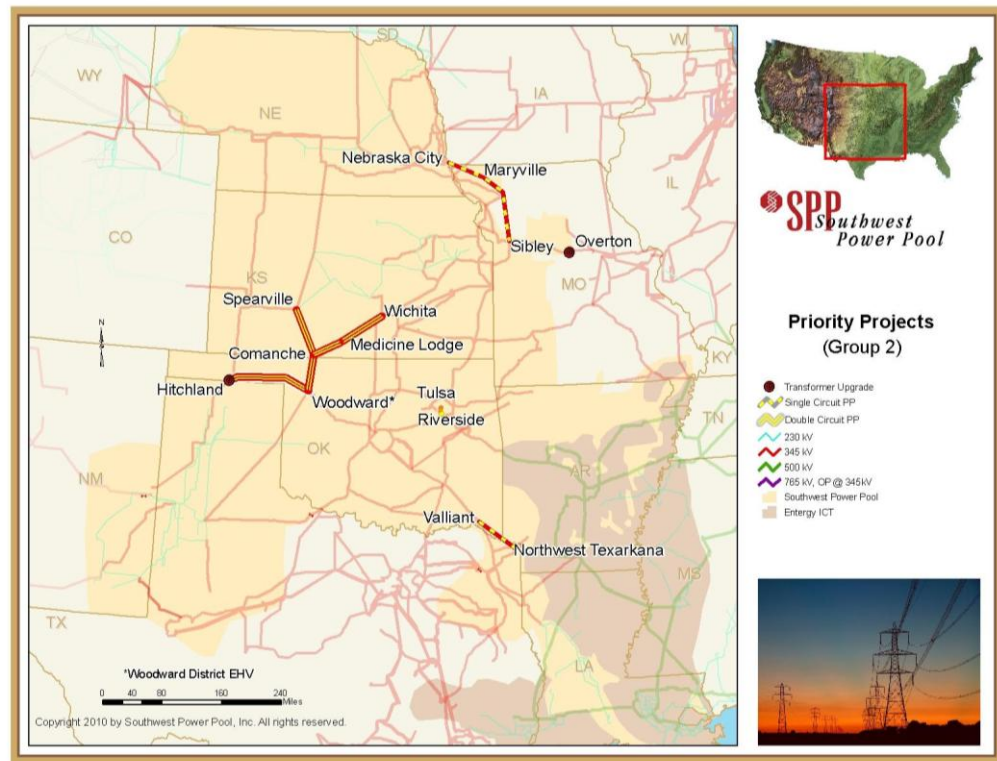 SD
WY
WI
NE
IA
Nebraska City
Maryville
IL
CO
Sibley
Overton
KS
MO
Spearville
Wichita
Comanche
Medicine Lodge
KY
Hitchland
Woodward*
Tulsa
Riverside
TN
OK
NM
AR
Valliant
Northwest Texarkana
MS
TX
LA
*Woodward District EHV
0 40 80 160 240
Miles
Copyright 2010 by Southwest Power Pool, Inc. All rights reserved.
N
SPP
Southwest
Power Pool
Priority Projects
(Group 2)
Transformer Upgrade
Single Circuit PP
Double Circuit PP
230 kV
345 kV
500 kV
765 kV, OP @ 345kV
Southwest Power Pool
Entergy ICT